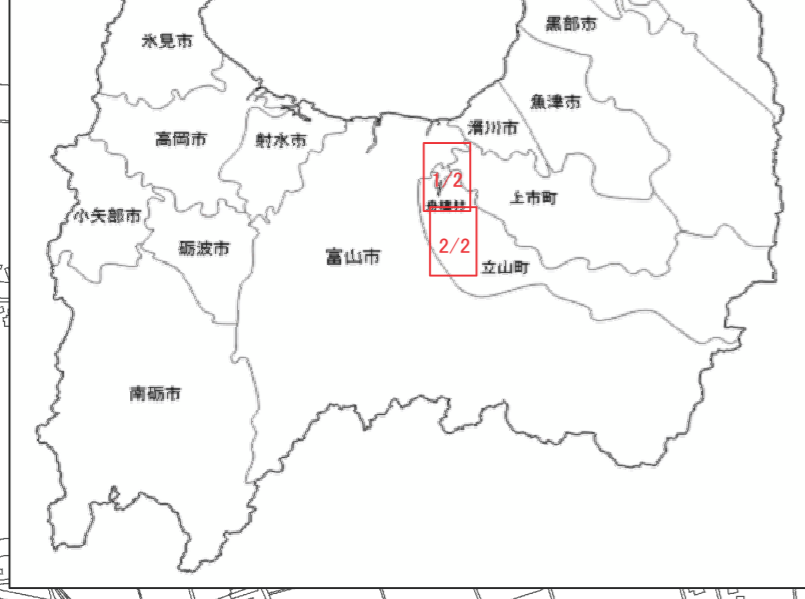 黒部市
氷見市
魚津市
滑川市
高岡市
射水市
1/2
上市町
舟橋村
小矢部市
砺波市
2/2
富山市
立山町
南砺市